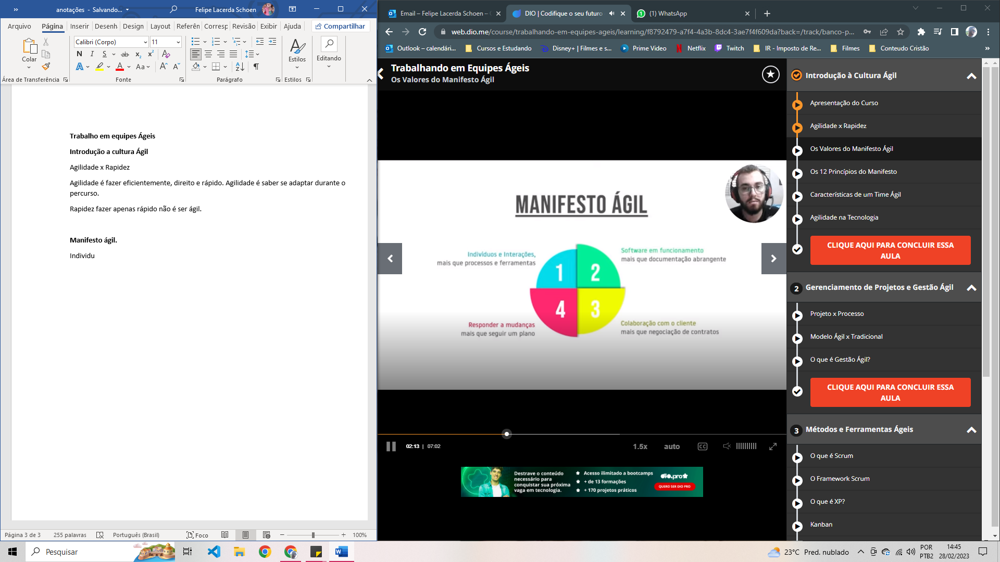 anotações - Salvando...
Felipe Lacerda Schoen
Arquivo
Página
Inserir
Desenh
Design
Layout
Referên
Corresp
Revisão
Exibir
Ajuda
Compartilhar
Colar
Calibri (Corpo)
11
Estilos
Editando
Área de Transferência
Fonte
Parágrafo
Estilos
Trabalho em equipes Ágeis
Introdução a cultura Ágil
Agilidade x Rapidez
Agilidade é fazer eficientemente, direito e rápido. Agilidade é saber se adaptar durante o
percurso.
Rapidez fazer apenas rápido não é ser ágil.
Manifesto ágil.
Individu
Página 3 de 3
255 palavras
Português (Brasil)
Foco
100%
Email – Felipe Lacerda Schoen –
DIO | Codifique o seu futuro
(1) WhatsApp
web.dio.me/course/trabalhando-em-equipes-ageis/learning/f8792479-a7f4-4a3b-8dc4-3ae7f4f609da?back=/track/banco-p...
Outlook – calendári...
Cursos e Estudando
Disney+ | Filmes e s...
Prime Video
Netflix
Twitch
IR - Imposto de Re...
Filmes
Conteudo Cristão
Trabalhando em Equipes Ágeis
Os Valores do Manifesto Ágil
MANIFESTO ÁGIL
Indivíduos e Interações,
mais que processos e ferramentas
Software em funcionamento
mais que documentação abrangente
1
2
4
3
Responder a mudanças
mais que seguir um plano
Colaboração com o cliente
mais que negociação de contratos
02:13 | 07:02
1.5x
auto
CC
Destrave o conteúdo
necessário para
conquistar sua próxima
vaga em tecnologia.
Acesso ilimitado a bootcamps
+ de 13 formações
+ 170 projetos práticos
dio.pro
QUERO SER DIO PRO
Introdução à Cultura Ágil
Apresentação do Curso
Agilidade x Rapidez
Os Valores do Manifesto Ágil
Os 12 Princípios do Manifesto
Características de um Time Ágil
Agilidade na Tecnologia
CLIQUE AQUI PARA CONCLUIR ESSA
AULA
2 Gerenciamento de Projetos e Gestão Ágil
Projeto x Processo
Modelo Ágil x Tradicional
O que é Gestão Ágil?
CLIQUE AQUI PARA CONCLUIR ESSA
AULA
3 Métodos e Ferramentas Ágeis
O que é Scrum
O Framework Scrum
O que é XP?
Kanban
Pesquisar
23°C Pred. nublado
POR
PTB2
14:45
28/02/2023